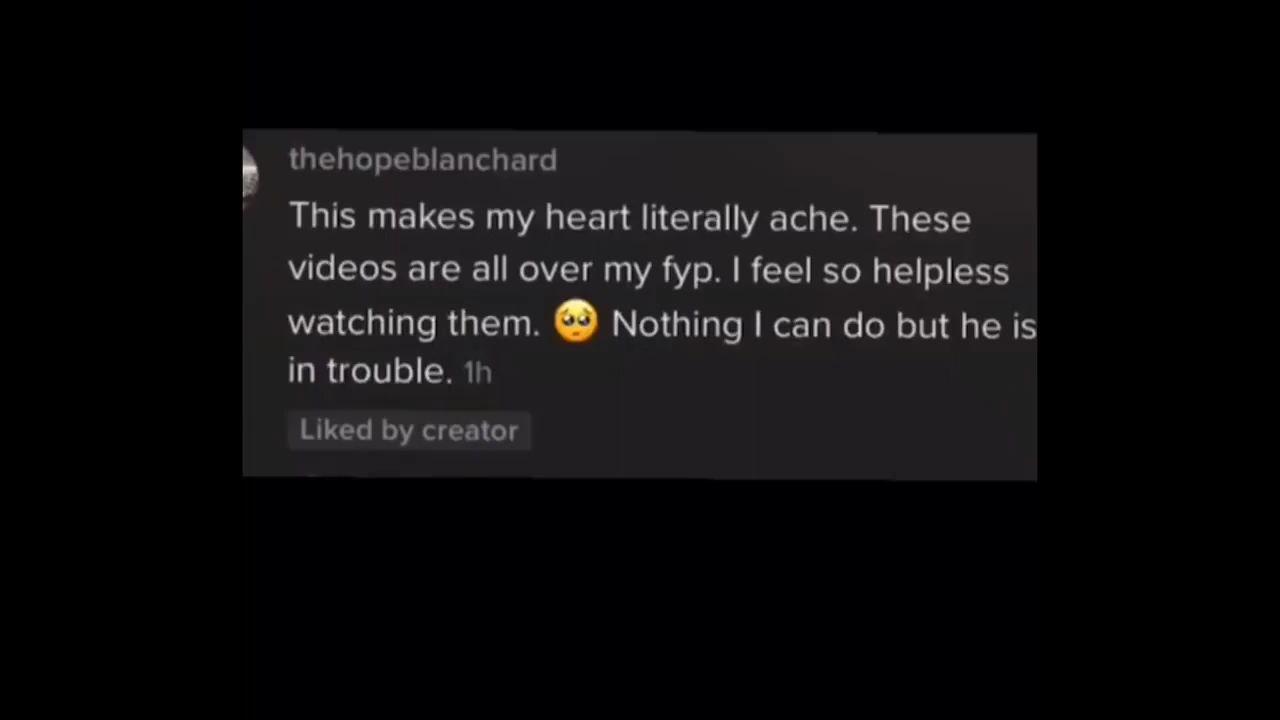 thehopeblanchard
This makes my heart literally ache. These
videos are all over my fyp. I feel so helpless
watching them. 🥺 Nothing I can do but he is
in trouble. 1h
Liked by creator